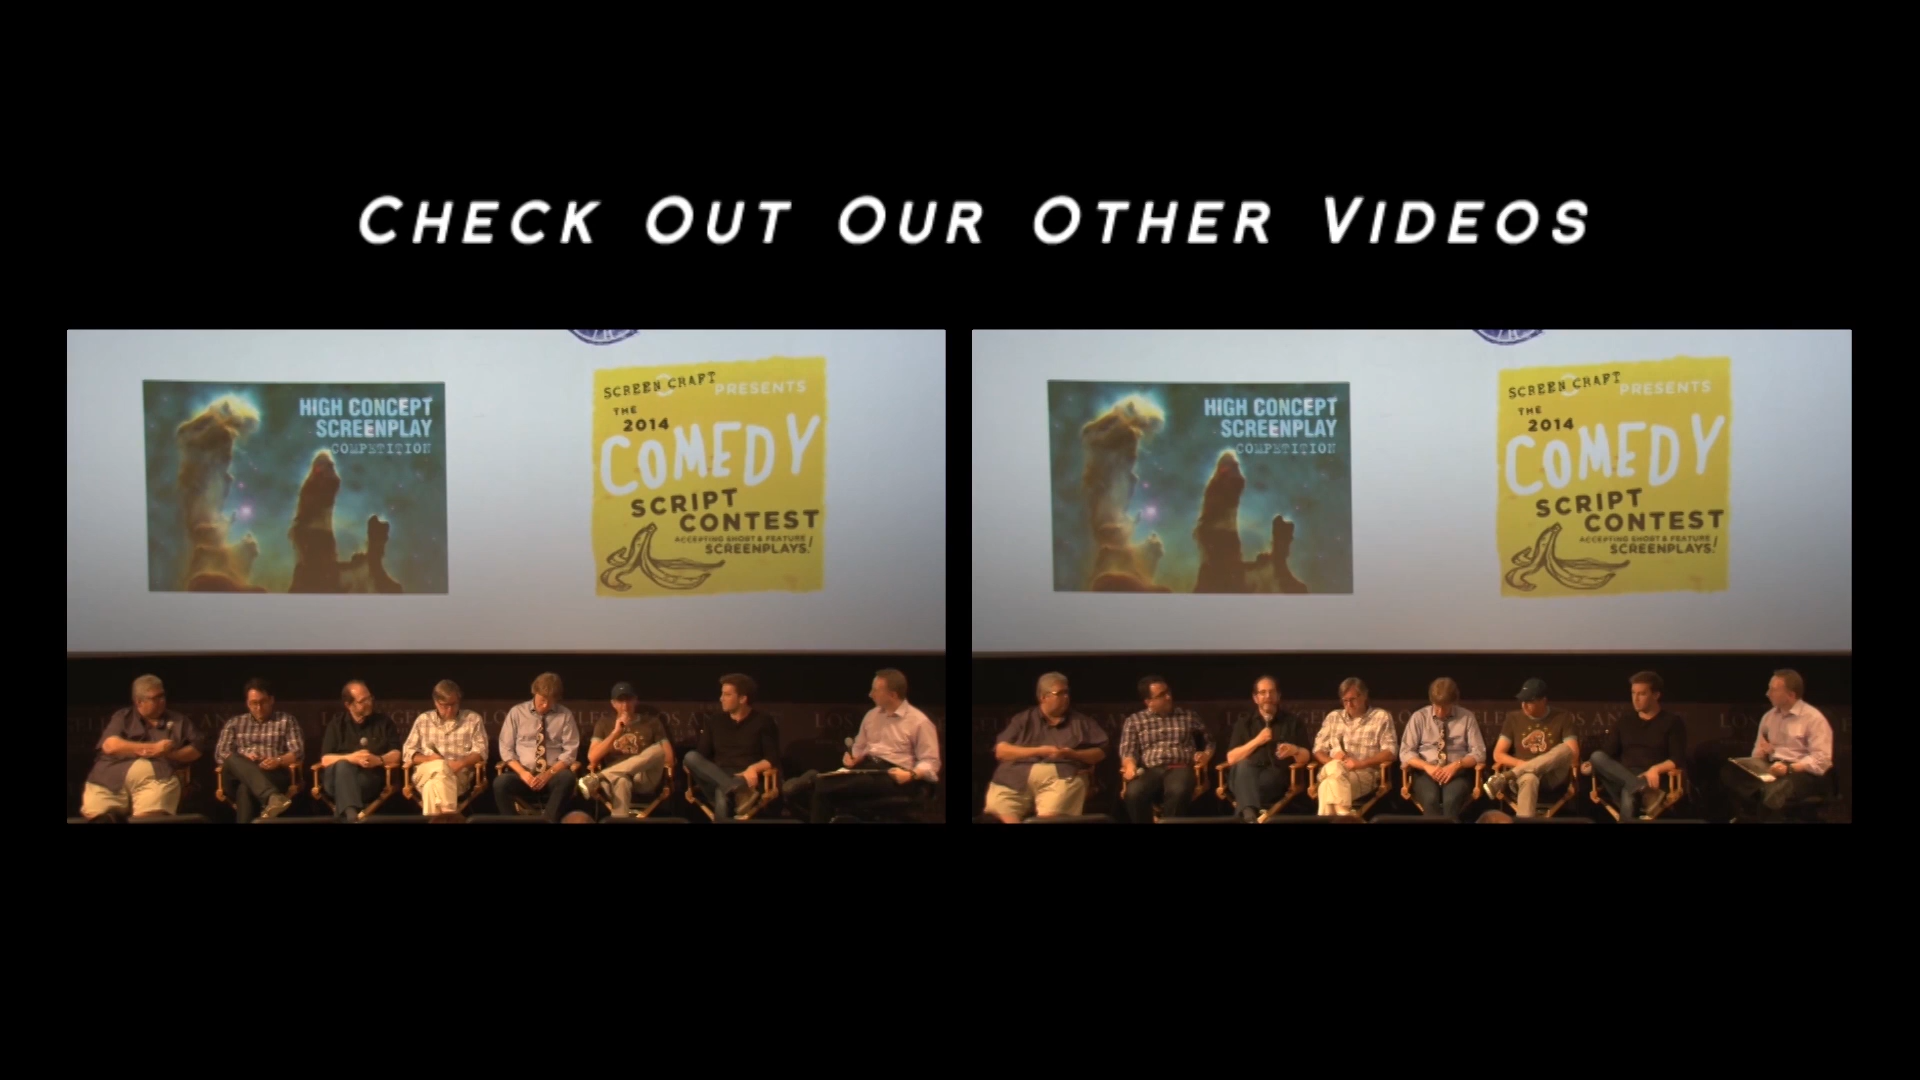 CHECK OUT OUR OTHER VIDEOS
HIGH CONCEPT
SCREENPLAY
COMPETITION
SCREEN CRAFT PRESENTS
THE
2014
COMEDY
SCRIPT
CONTEST
ACCEPTING SHORT & FEATURE
SCREENPLAYS!
HIGH CONCEPT
SCREENPLAY
COMPETITION
SCREEN CRAFT PRESENTS
THE
2014
COMEDY
SCRIPT
CONTEST
ACCEPTING SHORT & FEATURE
SCREENPLAYS!